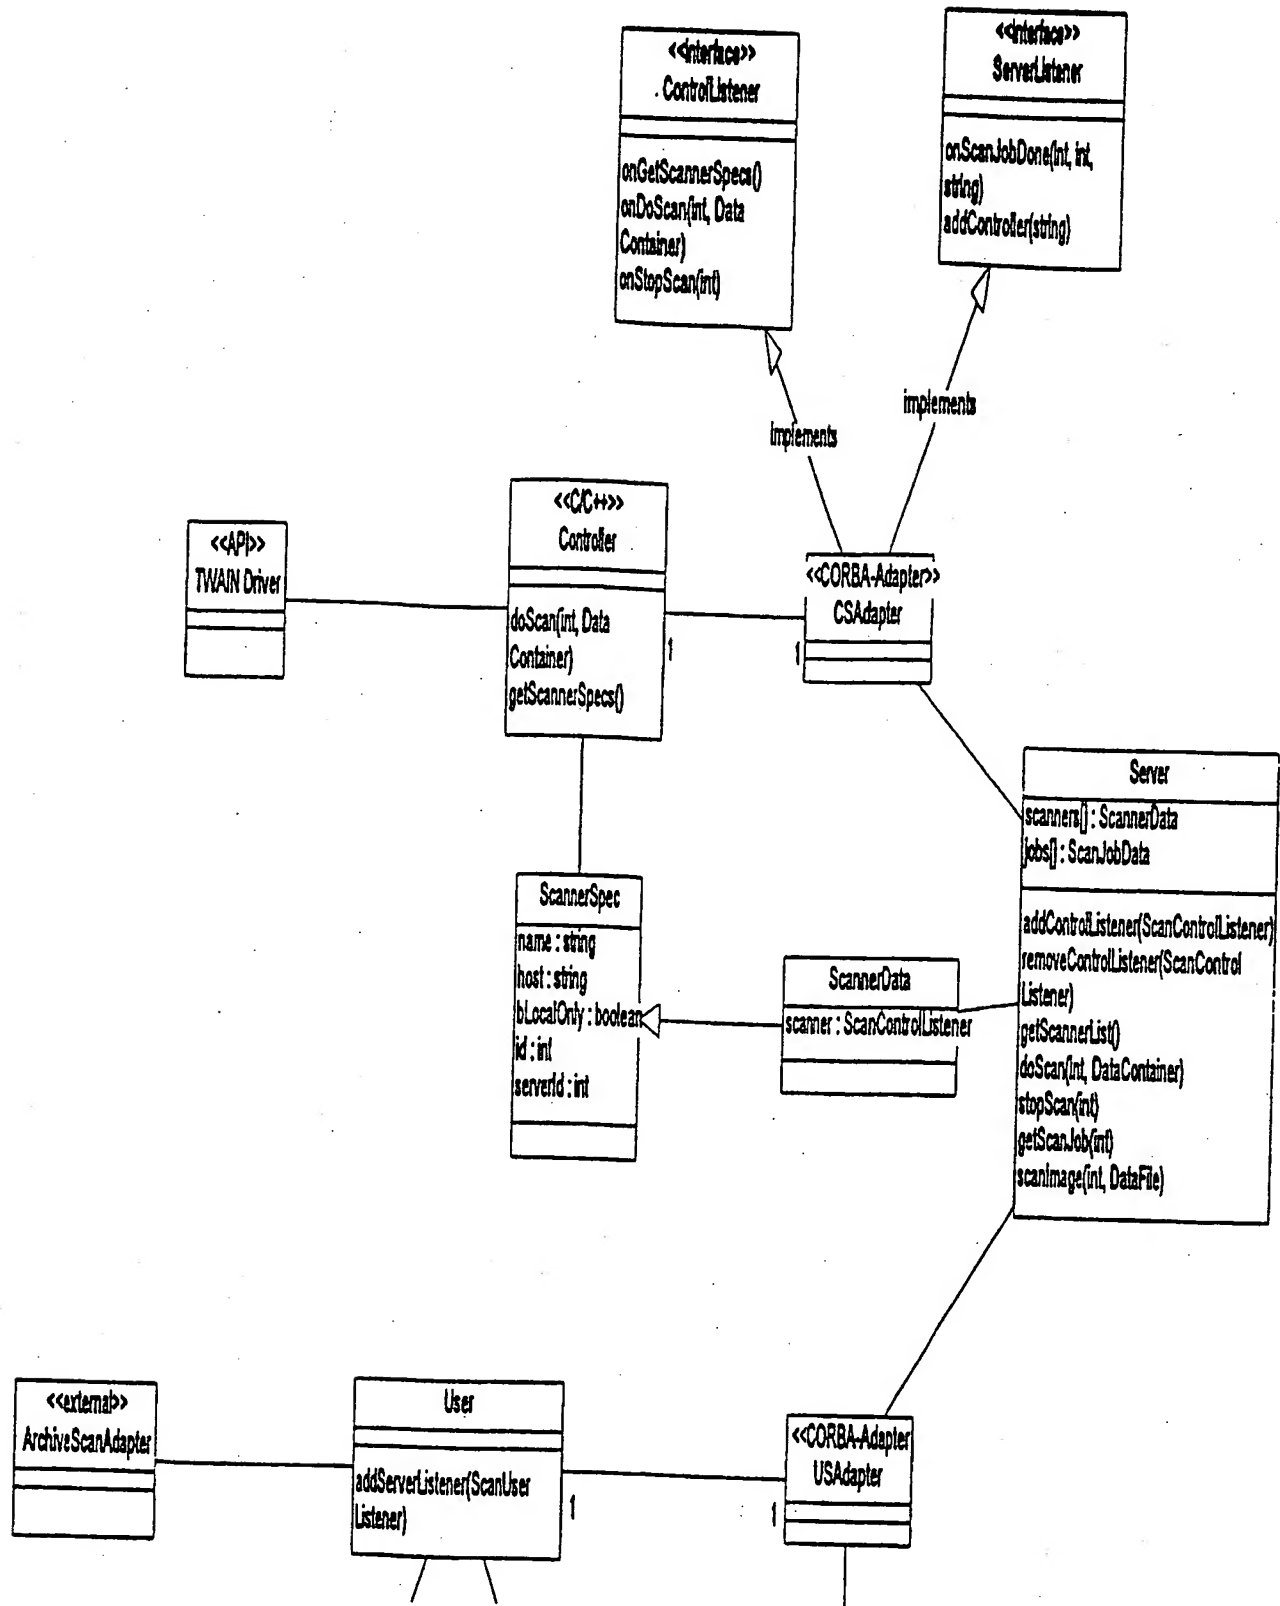 <<interface>>
ControlListener
onGetScannerSpecs()
onDoScan(int, Data
Container)
onStopScan(int)
<<interface>>
ServerListener
onScanJobDone(int, int,
string)
addController(string)
implements
implements
<<API>>
TWAIN Driver
<<C/C++>>
Controller
doScan(int, Data
Container)
getScannerSpecs()
1
1
<<CORBA-Adapter>>
CSAdapter
Server
scanners[] : ScannerData
jobs[] : ScanJobData
addControlListener(ScanControlListener)
removeControlListener(ScanControl
Listener)
getScannerList()
doScan(int, DataContainer)
stopScan(int)
getScanJob(int)
scanImage(int, DataFile)
ScannerSpec
name : string
host : string
bLocalOnly : boolean
id : int
serverId : int
ScannerData
scanner : ScanControlListener
<<external>>
ArchiveScanAdapter
User
addServerListener(ScanUser
Listener)
1
1
<<CORBA-Adapter
USAdapter